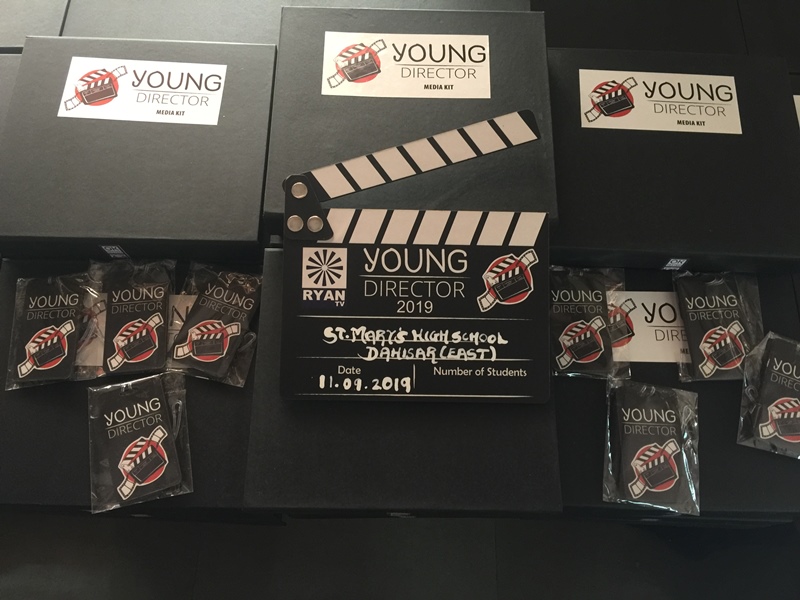 YOUNG
DIRECTOR
MEDIA KIT
YOUNG
DIRECTOR
MEDIA KIT
YOUNG
DIRECTOR
MEDIA KIT
RYAN
TV
YOUNG
DIRECTOR
2019
ST. MARY'S HIGH SCHOOL
DAHISAR (EAST)
Date
11.09.2019
Number of Students
YOUNG
DIRECTOR
YOUNG
DIRECTOR
YOUNG
DIRECTOR
YOUNG
DIRECTOR
YOUNG
DIRECTOR
YOUNG
DIRECTOR
YOUNG
DIRECTOR